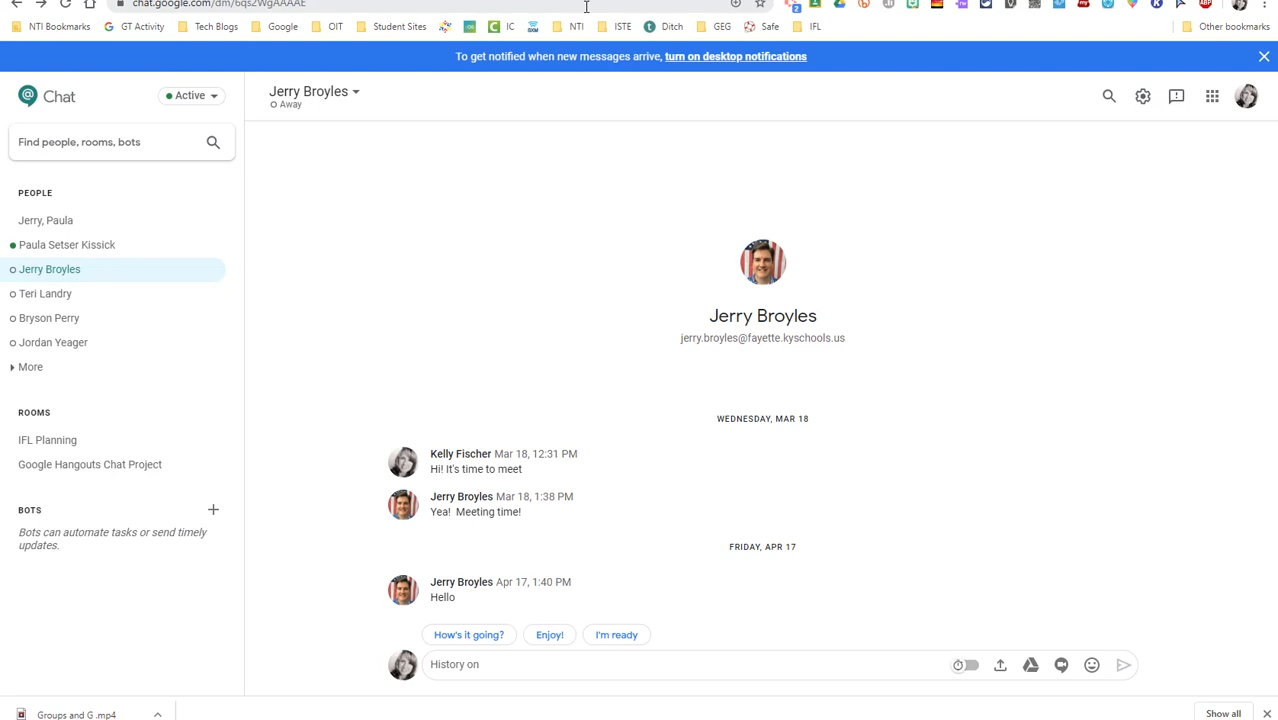 chat.google.com/dm/6qs2WgAAAAE
NTI Bookmarks
GT Activity
Tech Blogs
Google
OIT
Student Sites
IC
NTI
ISTE
Ditch
GEG
Safe
IFL
Other bookmarks
To get notified when new messages arrive, turn on desktop notifications
Chat
Active
Jerry Broyles
Away
Find people, rooms, bots
PEOPLE
Jerry, Paula
Paula Setser Kissick
Jerry Broyles
Teri Landry
Bryson Perry
Jordan Yeager
More
ROOMS
IFL Planning
Google Hangouts Chat Project
BOTS
Bots can automate tasks or send timely
updates.
Jerry Broyles
jerry.broyles@fayette.kyschools.us
WEDNESDAY, MAR 18
Kelly Fischer Mar 18, 12:31 PM
Hi! It's time to meet
Jerry Broyles Mar 18, 1:38 PM
Yea! Meeting time!
FRIDAY, APR 17
Jerry Broyles Apr 17, 1:40 PM
Hello
How's it going?
Enjoy!
I'm ready
History on
Groups and G .mp4
Show all